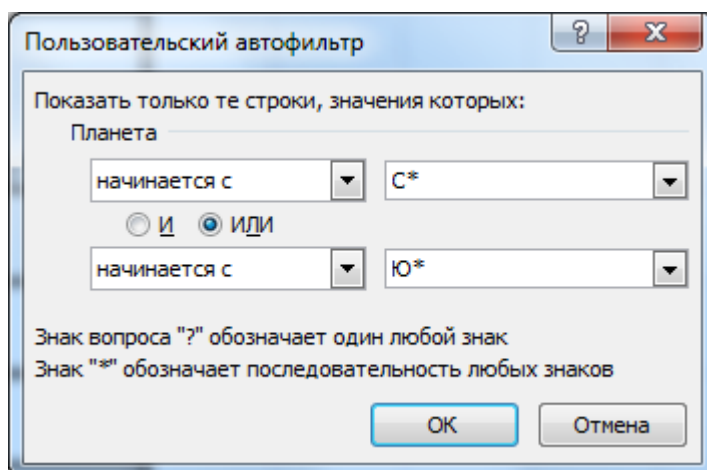 Пользовательский автофильтр
Показать только те строки, значения которых:
Планета
начинается с С*
И ИЛИ
начинается с Ю*
Знак вопроса "?" обозначает один любой знак
Знак "*" обозначает последовательность любых знаков
ОК Отмена